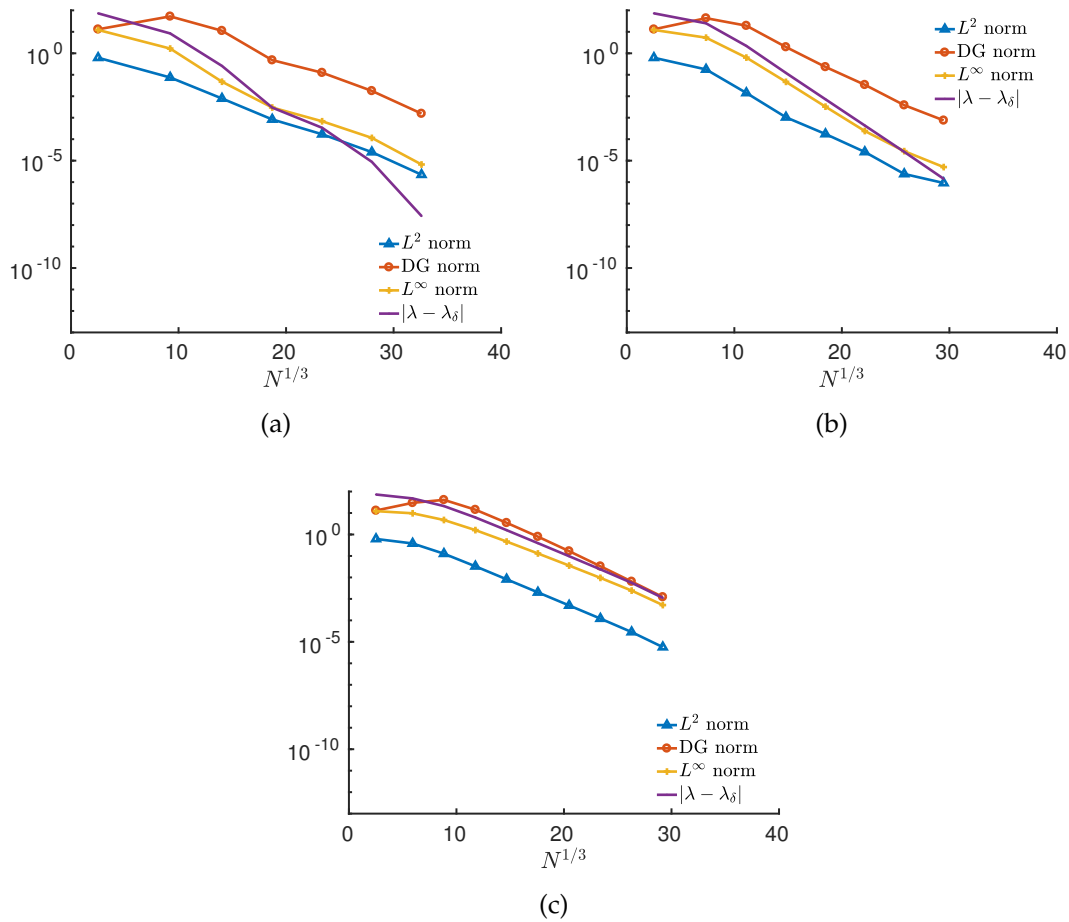 10^0
10^-5
10^-10
0 10 20 30 40
N^{1/3}
L^2 norm
DG norm
L^∞ norm
|λ − λ_δ|
(a)
10^0
10^-5
10^-10
0 10 20 30 40
N^{1/3}
L^2 norm
DG norm
L^∞ norm
|λ − λ_δ|
(b)
10^0
10^-5
10^-10
0 10 20 30 40
N^{1/3}
L^2 norm
DG norm
L^∞ norm
|λ − λ_δ|
(c)